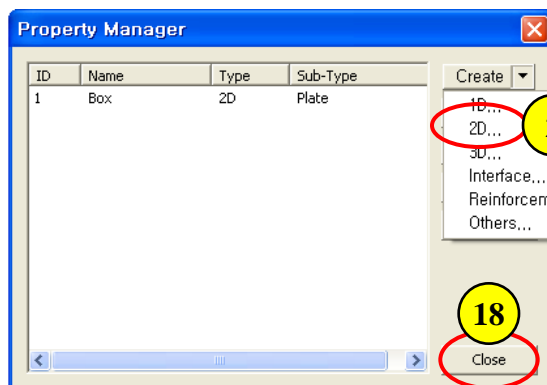 Property Manager
ID Name Type Sub-Type
1 Box 2D Plate
Create
1D...
2D...
3D...
Interface...
Others...
18
Close